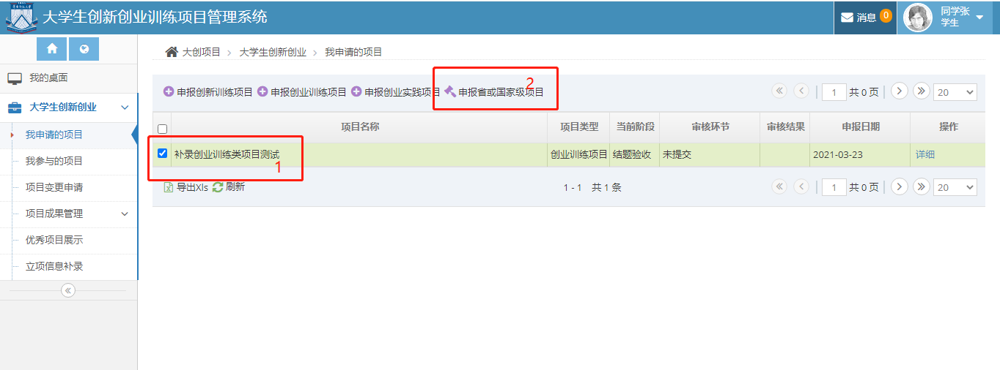 大学生创新创业训练项目管理系统
消息 0
同学张
学生
大创项目 > 大学生创新创业 > 我申请的项目
我的桌面
大学生创新创业
我申请的项目
我参与的项目
项目变更申请
项目成果管理
优秀项目展示
立项信息补录
申报创新训练项目 申报创业训练项目 申报创业实践项目 申报省或国家级项目
2
1 共 0 页 20
项目名称 项目类型 当前阶段 审核环节 审核结果 申报日期 操作
补录创业训练类项目测试 创业训练项目 结题验收 未提交 2021-03-23 详细
1
导出Xls 刷新 1 - 1 共 1 条 1 共 0 页 20